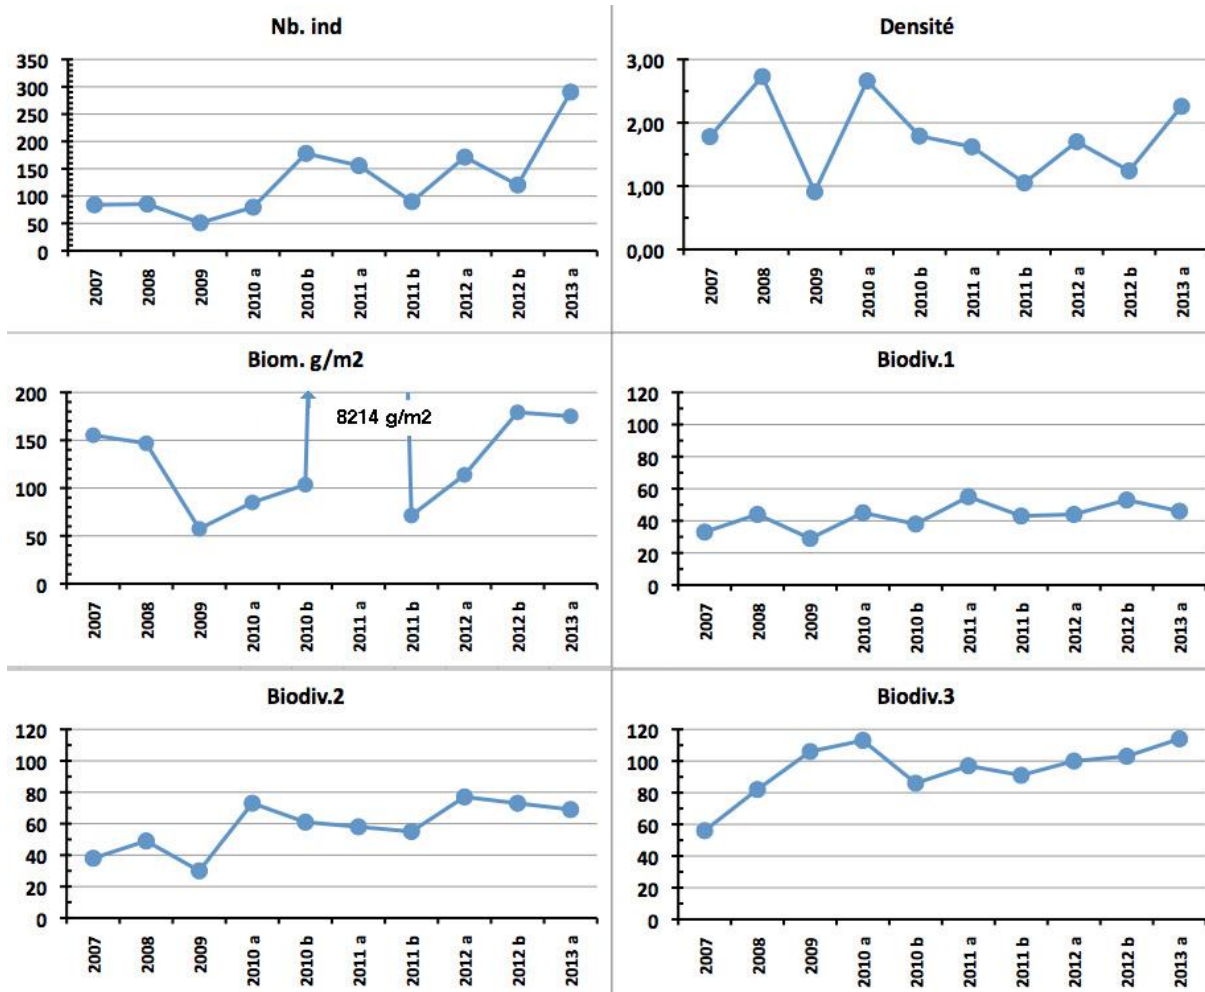 Nb. ind
350
300
250
200
150
100
50
0
2007
2008
2009
2010 a
2010 b
2011 a
2011 b
2012 a
2012 b
2013 a
Densité
3,00
2,00
1,00
0,00
2007
2008
2009
2010 a
2010 b
2011 a
2011 b
2012 a
2012 b
2013 a
Biom. g/m2
200
150
100
50
0
8214 g/m2
2007
2008
2009
2010 a
2010 b
2011 a
2011 b
2012 a
2012 b
2013 a
Biodiv.1
120
100
80
60
40
20
0
2007
2008
2009
2010 a
2010 b
2011 a
2011 b
2012 a
2012 b
2013 a
Biodiv.2
120
100
80
60
40
20
0
2007
2008
2009
2010 a
2010 b
2011 a
2011 b
2012 a
2012 b
2013 a
Biodiv.3
120
100
80
60
40
20
0
2007
2008
2009
2010 a
2010 b
2011 a
2011 b
2012 a
2012 b
2013 a